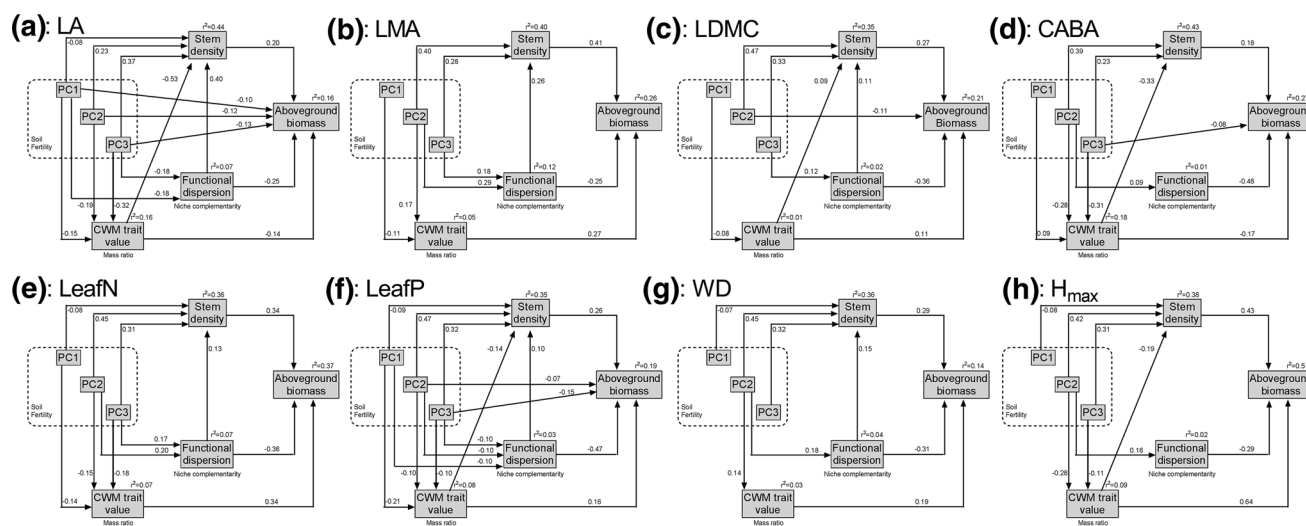 (a): LA
r²=0.44
Stem
density
-0.08
0.23
0.37
0.20
-0.53
0.40
PC1
PC2
PC3
Soil
Fertility
-0.10
-0.12
-0.13
r²=0.16
Aboveground
biomass
r²=0.07
Functional
dispersion
Niche complementarity
-0.18
-0.18
-0.25
-0.19
-0.32
r²=0.16
CWM trait
value
Mass ratio
-0.15
-0.14
(b): LMA
r²=0.40
Stem
density
0.40
0.28
0.41
0.26
PC1
PC2
PC3
Soil
Fertility
r²=0.26
Aboveground
biomass
r²=0.12
Functional
dispersion
Niche complementarity
0.18
0.29
-0.25
0.17
r²=0.05
CWM trait
value
Mass ratio
-0.11
0.27
(c): LDMC
r²=0.35
Stem
density
0.47
0.33
0.27
0.09
0.11
PC1
PC2
PC3
Soil
Fertility
-0.11
r²=0.21
Aboveground
Biomass
r²=0.02
Functional
dispersion
Niche complementarity
0.12
-0.36
r²=0.01
CWM trait
value
Mass ratio
-0.08
0.11
(d): CABA
r²=0.43
Stem
density
0.39
0.23
0.18
-0.33
PC1
PC2
PC3
Soil
Fertility
-0.08
Aboveground
biomass
r²=0.01
Functional
dispersion
Niche complementarity
0.09
-0.48
-0.28
-0.31
r²=0.18
CWM trait
value
Mass ratio
0.09
-0.17
(e): LeafN
r²=0.36
Stem
density
-0.08
0.45
0.31
0.34
0.13
PC1
PC2
PC3
Soil
Fertility
r²=0.37
Aboveground
biomass
r²=0.07
Functional
dispersion
Niche complementarity
0.17
0.20
-0.36
-0.15
-0.18
r²=0.07
CWM trait
value
Mass ratio
-0.14
0.34
(f): LeafP
r²=0.35
Stem
density
-0.09
0.47
0.32
0.26
-0.14
0.10
PC1
PC2
PC3
Soil
Fertility
-0.07
-0.15
r²=0.19
Aboveground
biomass
r²=0.03
Functional
dispersion
Niche complementarity
-0.10
-0.10
-0.10
-0.47
-0.10
-0.10
r²=0.08
CWM trait
value
Mass ratio
-0.21
0.16
(g): WD
r²=0.36
Stem
density
-0.07
0.45
0.32
0.29
0.15
PC1
PC2
PC3
Soil
Fertility
r²=0.14
Aboveground
biomass
r²=0.04
Functional
dispersion
Niche complementarity
0.18
-0.31
0.14
r²=0.03
CWM trait
value
Mass ratio
0.19
(h): Hmax
r²=0.38
Stem
density
-0.08
0.42
0.31
0.43
-0.19
PC1
PC2
PC3
Soil
Fertility
Aboveground
biomass
r²=0.02
Functional
dispersion
Niche complementarity
0.16
-0.29
-0.28
-0.11
r²=0.09
CWM trait
value
Mass ratio
0.64